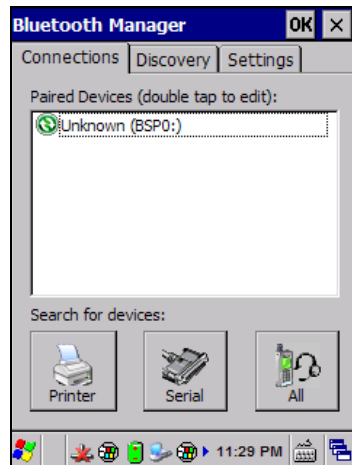 Bluetooth Manager OK
Connections Discovery Settings
Paired Devices (double tap to edit):
Unknown (BSP0:)
Search for devices:
Printer Serial All
11:29 PM